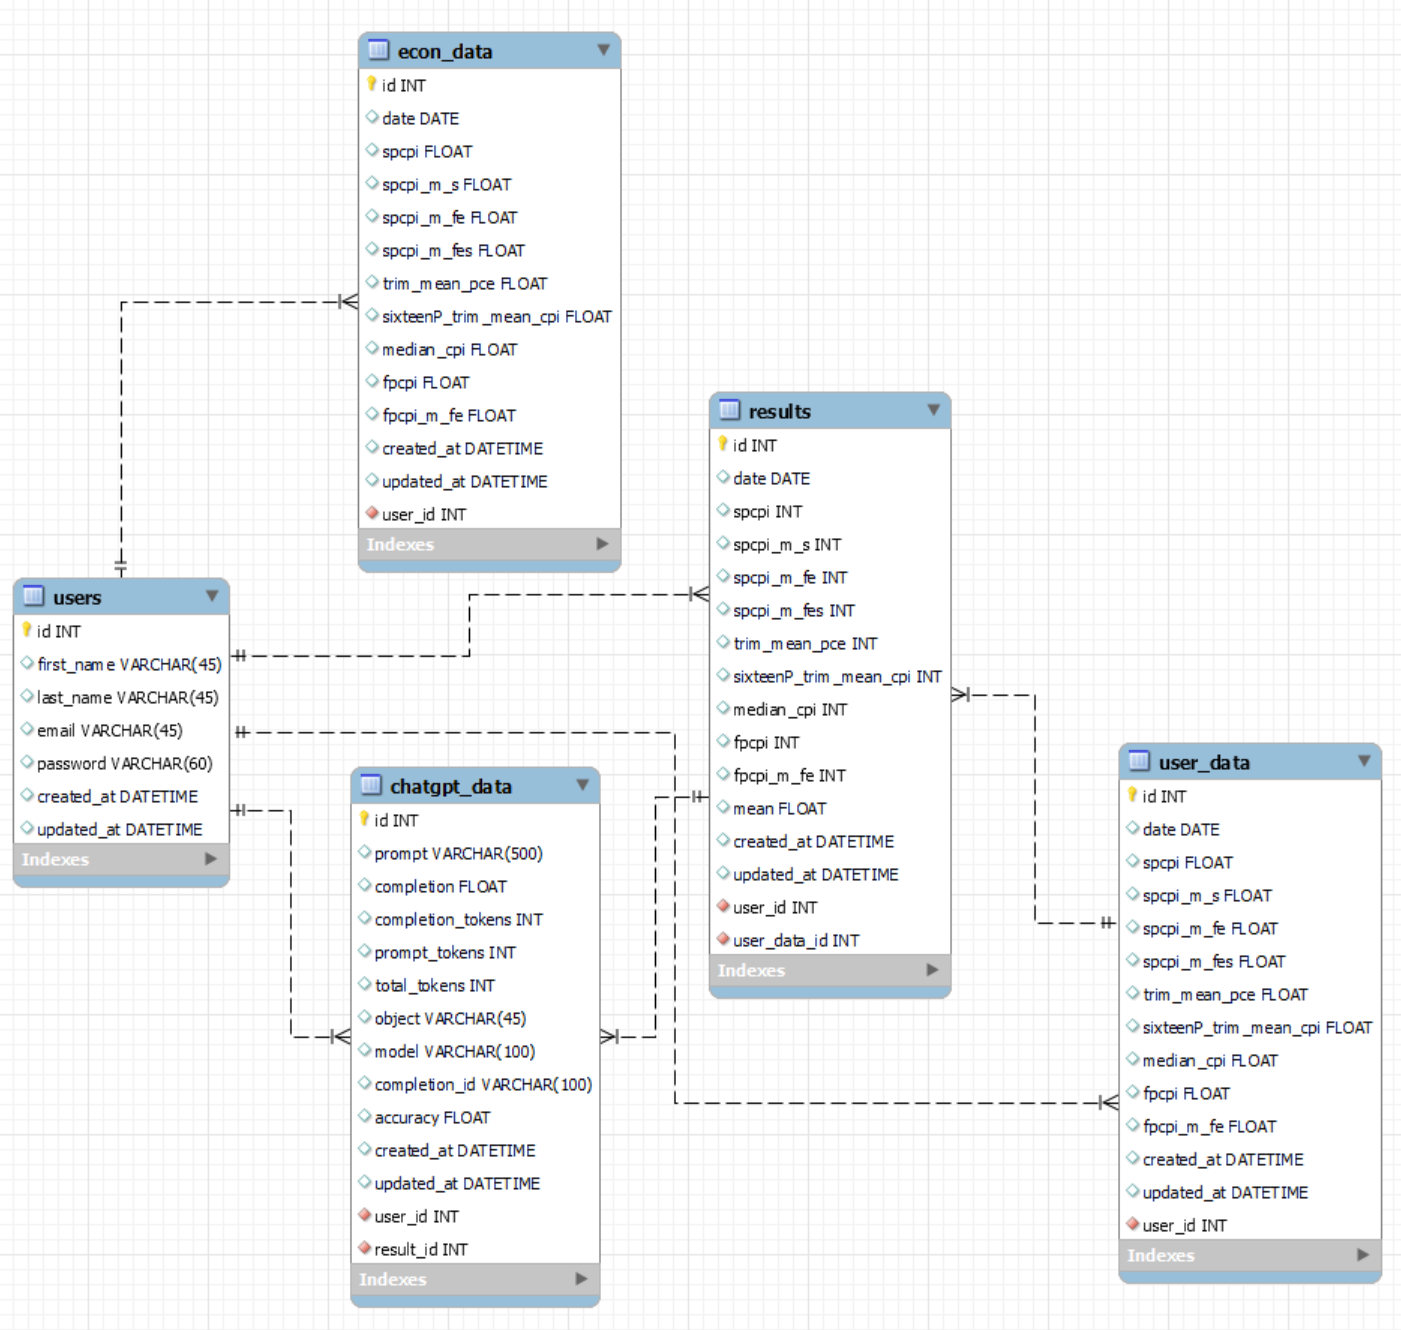 econ_data
id INT
date DATE
spcpi FLOAT
spcpi_m_s FLOAT
spcpi_m_fe FLOAT
spcpi_m_fes FLOAT
trim_mean_pce FLOAT
sixteenP_trim_mean_cpi FLOAT
median_cpi FLOAT
fpcpi FLOAT
fpcpi_m_fe FLOAT
created_at DATETIME
updated_at DATETIME
user_id INT
Indexes
users
id INT
first_name VARCHAR(45)
last_name VARCHAR(45)
email VARCHAR(45)
password VARCHAR(60)
created_at DATETIME
updated_at DATETIME
Indexes
results
id INT
date DATE
spcpi INT
spcpi_m_s INT
spcpi_m_fe INT
spcpi_m_fes INT
trim_mean_pce INT
sixteenP_trim_mean_cpi INT
median_cpi INT
fpcpi INT
fpcpi_m_fe INT
mean FLOAT
created_at DATETIME
updated_at DATETIME
user_id INT
user_data_id INT
Indexes
chatgpt_data
id INT
prompt VARCHAR(500)
completion FLOAT
completion_tokens INT
prompt_tokens INT
total_tokens INT
object VARCHAR(45)
model VARCHAR(100)
completion_id VARCHAR(100)
accuracy FLOAT
created_at DATETIME
updated_at DATETIME
user_id INT
result_id INT
Indexes
user_data
id INT
date DATE
spcpi FLOAT
spcpi_m_s FLOAT
spcpi_m_fe FLOAT
spcpi_m_fes FLOAT
trim_mean_pce FLOAT
sixteenP_trim_mean_cpi FLOAT
median_cpi FLOAT
fpcpi FLOAT
fpcpi_m_fe FLOAT
created_at DATETIME
updated_at DATETIME
user_id INT
Indexes